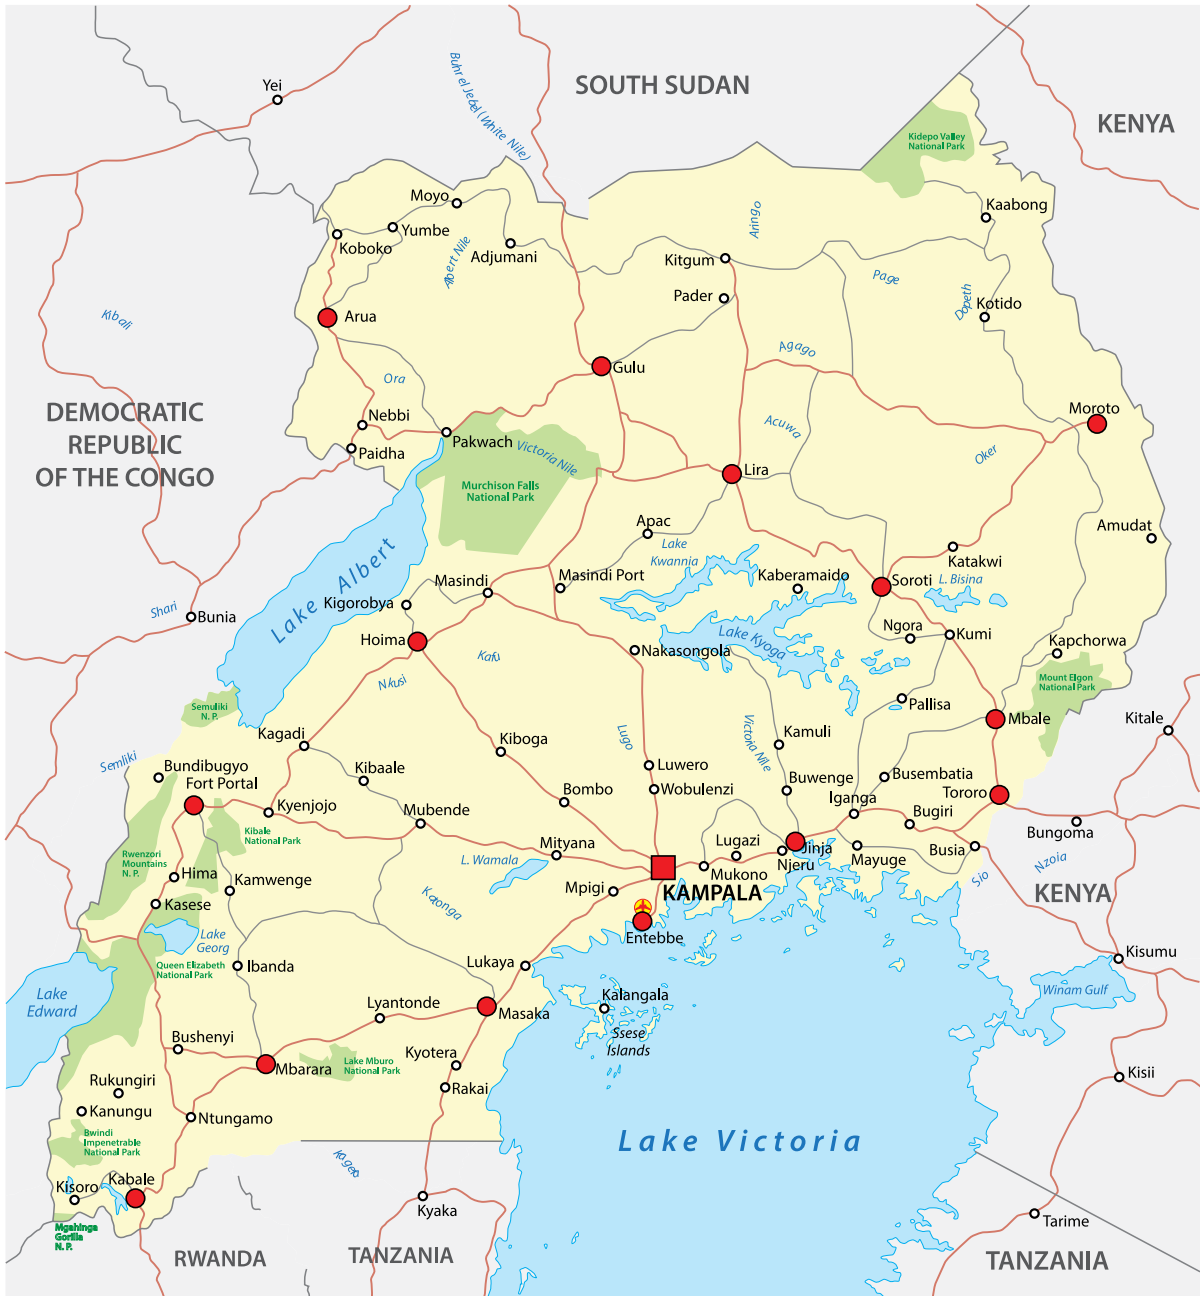 SOUTH SUDAN
KENYA
Yei
Buhr el Jebel (White Nile)
Kidepo Valley
National Park
Moyo
Yumbe
Koboko
Adjumani
Albert Nile
Aringo
Kaabong
Kitgum
Pader
Page
Dopeth
Kotido
Kibali
Arua
Agago
Gulu
Ora
DEMOCRATIC
REPUBLIC
OF THE CONGO
Nebbi
Pakwach
Paidha
Victoria Nile
Murchison Falls
National Park
Acuwa
Lira
Moroto
Oker
Apac
Lake
Kwannia
Amudat
Katakwi
Lake Albert
Masindi
Masindi Port
Kaberamaido
Soroti
L. Bisina
Shari
Bunia
Kigorobya
Hoima
Kafu
Nkusi
Nakasongola
Lake Kyoga
Ngora
Kumi
Kapchorwa
Mount Elgon
National Park
Semuliki
N. P.
Pallisa
Mbale
Kitale
Kagadi
Kiboga
Lugo
Victoria Nile
Kamuli
Semliki
Bundibugyo
Fort Portal
Kibaale
Luwero
Wobulenzi
Buwenge
Busembatia
Tororo
Kyenjojo
Mubende
Bombo
Iganga
Bugiri
Bungoma
Kibale
National Park
Rwenzori
Mountains
N. P.
L. Wamala
Mityana
Lugazi
Jinja
Njeru
Mayuge
Busia
Nzoia
Sio
Hima
Kamwenge
Mpigi
Mukono
KAMPALA
KENYA
Kasese
Katonga
Entebbe
Lake
Georg
Queen Elizabeth
National Park
Ibanda
Lukaya
Kisumu
Lake
Edward
Lyantonde
Masaka
Kalangala
Ssese
Islands
Winam Gulf
Bushenyi
Mbarara
Lake Mburo
National Park
Kyotera
Rakai
Kisii
Rukungiri
Kanungu
Ntungamo
Bwindi
Impenetrable
National Park
Lake Victoria
Kagera
Kisoro
Kabale
Kyaka
Tarime
Mgahinga
Gorilla
N. P.
RWANDA
TANZANIA
TANZANIA